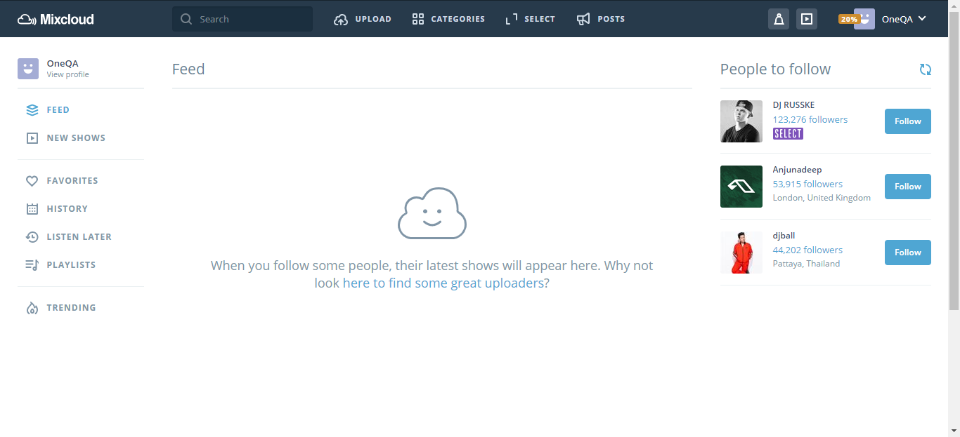 Mixcloud
Search
UPLOAD
CATEGORIES
SELECT
POSTS
20%
OneQA
OneQA
View profile
FEED
NEW SHOWS
FAVORITES
HISTORY
LISTEN LATER
PLAYLISTS
TRENDING
Feed
When you follow some people, their latest shows will appear here. Why not
look here to find some great uploaders?
People to follow
DJ RUSSKE
123,276 followers
SELECT
Follow
Anjunadeep
53,915 followers
London, United Kingdom
Follow
djball
44,202 followers
Pattaya, Thailand
Follow